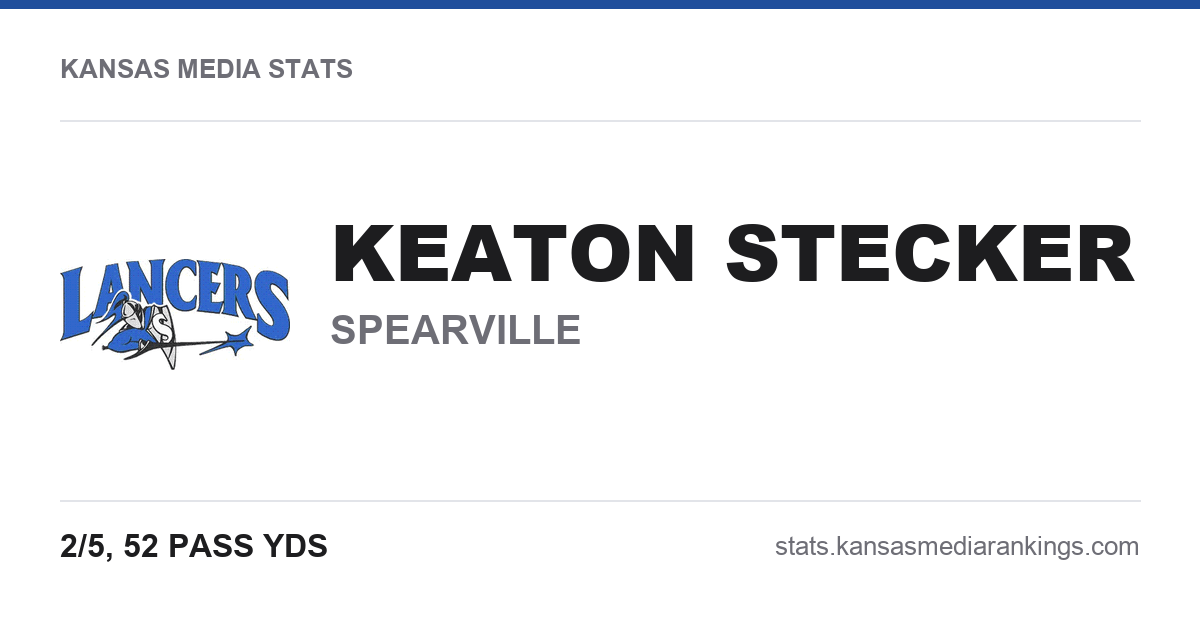 KANSAS MEDIA STATS
LANCERS
S
KEATON STECKER
SPEARVILLE
2/5, 52 PASS YDS
stats.kansasmediarankings.com